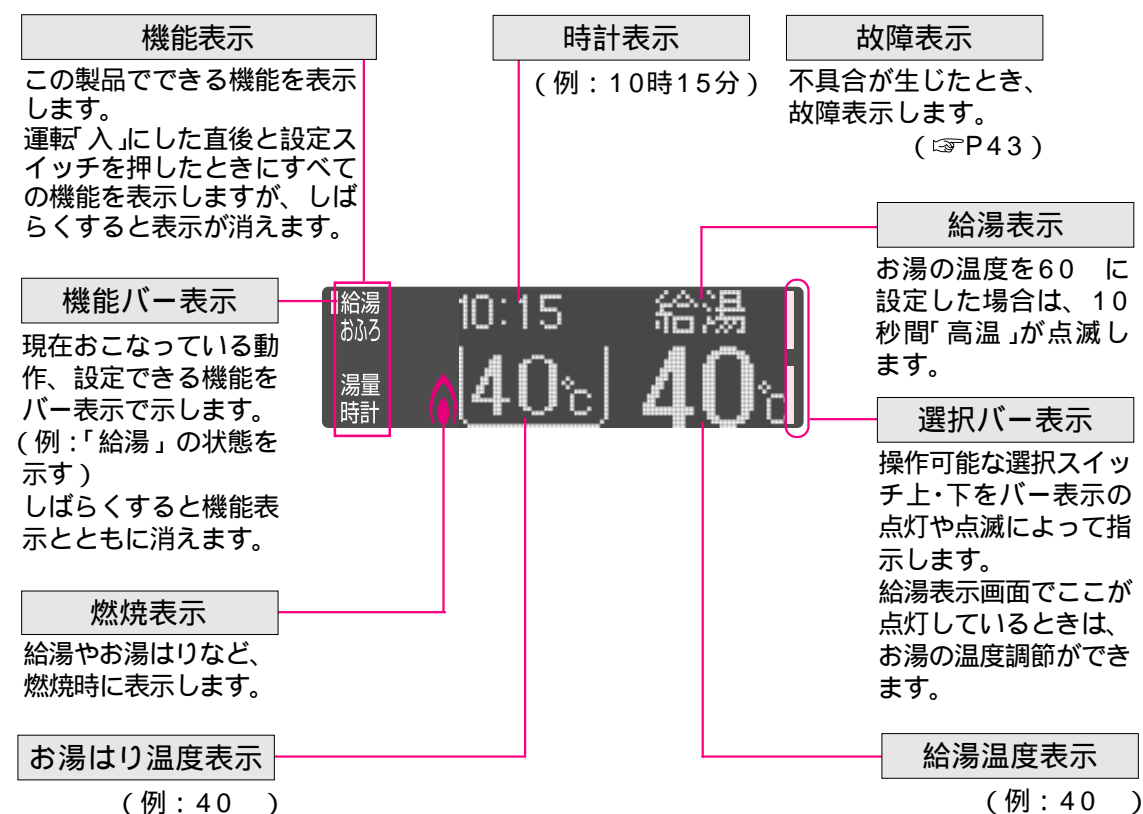 機能表示
この製品でできる機能を表示
します。
運転「入」にした直後と設定ス
イッチを押したときにすべて
の機能を表示しますが、しば
らくすると表示が消えます。
時計表示
(例:10時15分)
故障表示
不具合が生じたとき、
故障表示します。
(☞P43)
給湯表示
お湯の温度を60 に
設定した場合は、10
秒間「高温」が点滅し
ます。
機能バー表示
現在おこなっている動
作、設定できる機能を
バー表示で示します。
(例:「給湯」の状態を
示す)
しばらくすると機能表
示とともに消えます。
給湯
おふろ
湯量
時計
10:15
給湯
40℃
40℃
選択バー表示
操作可能な選択スイッ
チ上・下をバー表示の
点灯や点滅によって指
示します。
給湯表示画面でここが
点灯しているときは、
お湯の温度調節ができ
ます。
燃焼表示
給湯やお湯はりなど、
燃焼時に表示します。
お湯はり温度表示
(例:40 )
給湯温度表示
(例:40 )